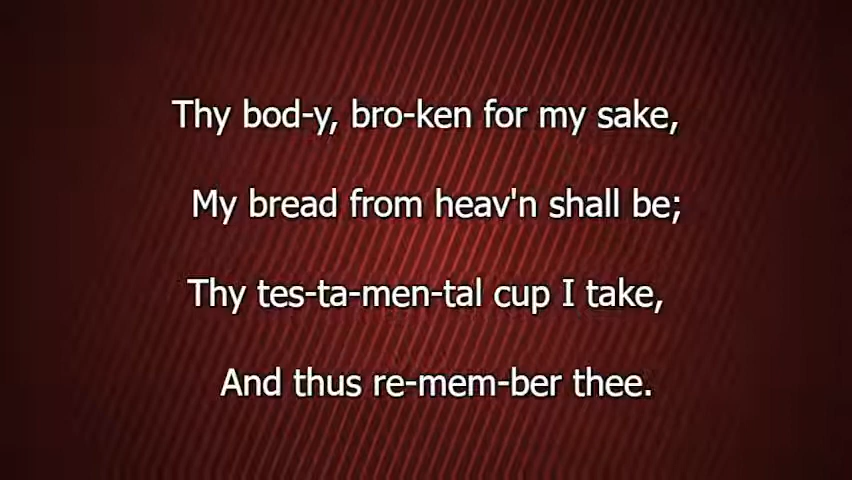 Thy bod-y, bro-ken for my sake,
My bread from heav'n shall be;
Thy tes-ta-men-tal cup I take,
And thus re-mem-ber thee.